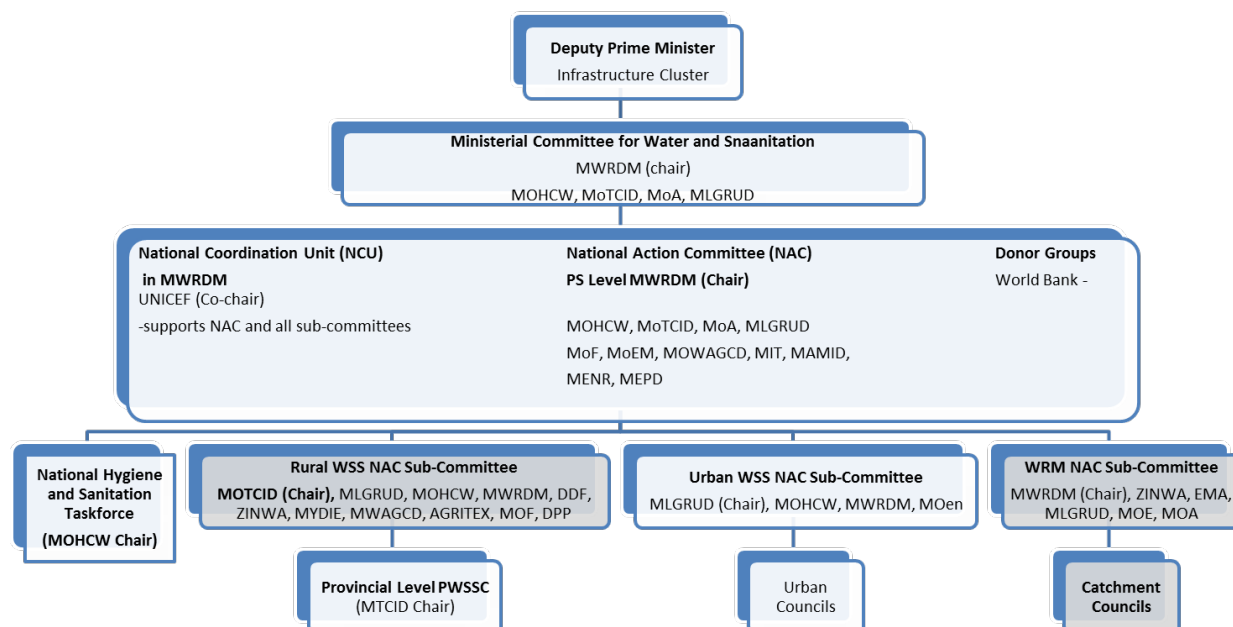 Deputy Prime Minister
Infrastructure Cluster
Ministerial Committee for Water and Snaanitation
MWRDM (chair)
MOHCW, MoTCID, MoA, MLGRUD
National Coordination Unit (NCU)
in MWRDM
UNICEF (Co-chair)
-supports NAC and all sub-committees
National Action Committee (NAC)
PS Level MWRDM (Chair)
MOHCW, MoTCID, MoA, MLGRUD
MoF, MoEM, MOWAGCD, MIT, MAMID,
MENR, MEPD
Donor Groups
World Bank -
National Hygiene
and Sanitation
Taskforce
(MOHCW Chair)
Rural WSS NAC Sub-Committee
MOTCID (Chair), MLGRUD, MOHCW, MWRDM, DDF,
ZINWA, MYDIE, MWAGCD, AGRITEX, MOF, DPP
Urban WSS NAC Sub-Committee
MLGRUD (Chair), MOHCW, MWRDM, MOen
WRM NAC Sub-Committee
MWRDM (Chair), ZINWA, EMA,
MLGRUD, MOE, MOA
Provincial Level PWSSC
(MTCID Chair)
Urban
Councils
Catchment
Councils